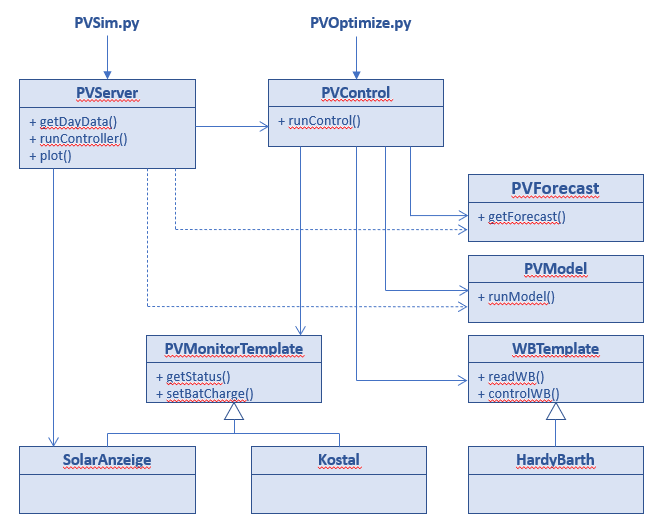 PVSim.py
PVOptimize.py
PVServer
+ getDayData()
+ runController()
+ plot()
PVControl
+ runControl()
PVForecast
+ getForecast()
PVModel
+ runModel()
PVMonitorTemplate
+ getStatus()
+ setBatCharge()
WBTemplate
+ readWB()
+ controlWB()
SolarAnzeige
Kostal
HardyBarth